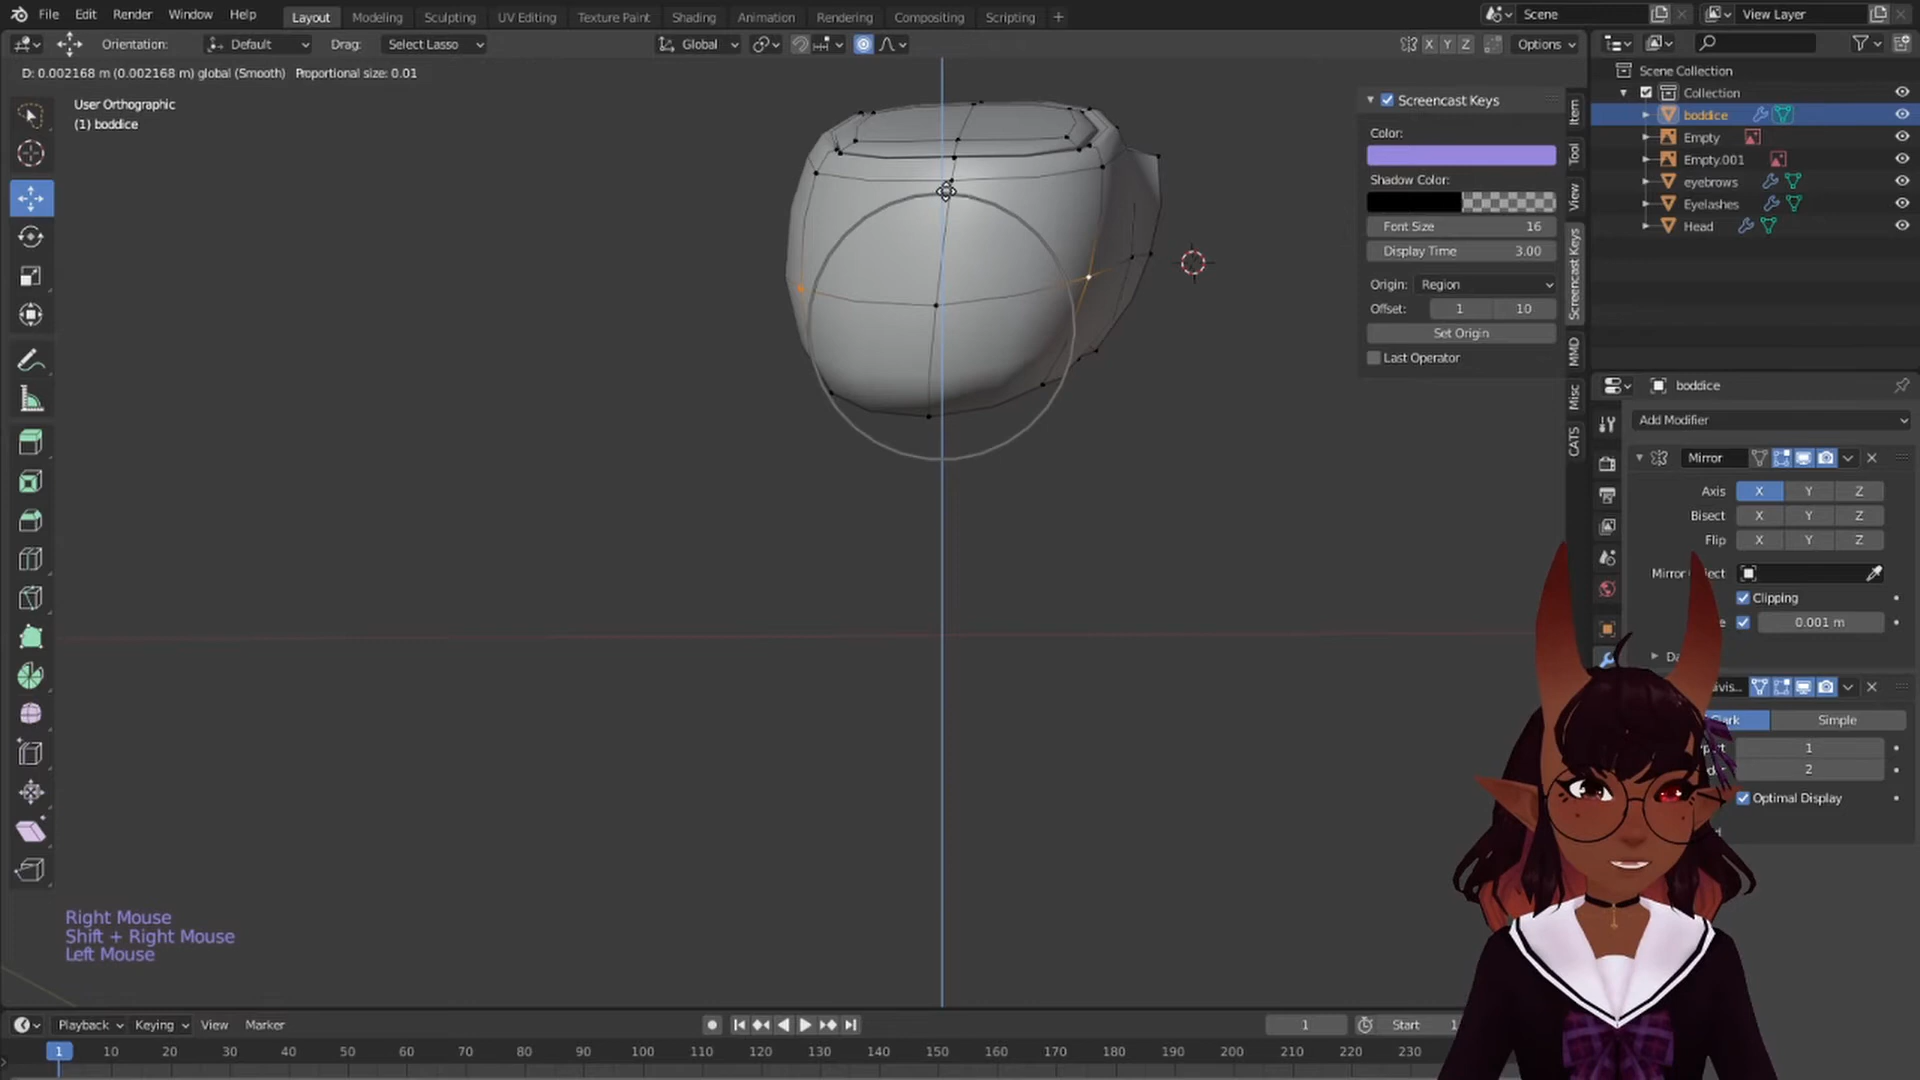 File Edit Render Window Help Layout Modeling Sculpting UV Editing Texture Paint Shading Animation Rendering Compositing Scripting + Scene View Layer
Orientation: Default Drag: Select Lasso Global X Y Z Options
D: 0.002168 m (0.002168 m) global (Smooth) Proportional size: 0.01
User Orthographic
(1) boddice
Screencast Keys
Color:
Shadow Color:
Font Size 16
Display Time 3.00
Origin: Region
Offset: 1 10
Set Origin
Last Operator
Item
Tool
View
Screencast Keys
MMD
Misc
CATS
Scene Collection
Collection
boddice
Empty
Empty.001
eyebrows
Eyelashes
Head
boddice
Add Modifier
Mirror
Axis X Y Z
Bisect X Y Z
Flip X Y Z
Clipping
0.001 m
Simple
1
2
Optimal Display
Right Mouse
Shift + Right Mouse
Left Mouse
Playback Keying View Marker 1 Start 1
1 10 20 30 40 50 60 70 80 90 100 110 120 130 140 150 160 170 180 190 200 210 220 230